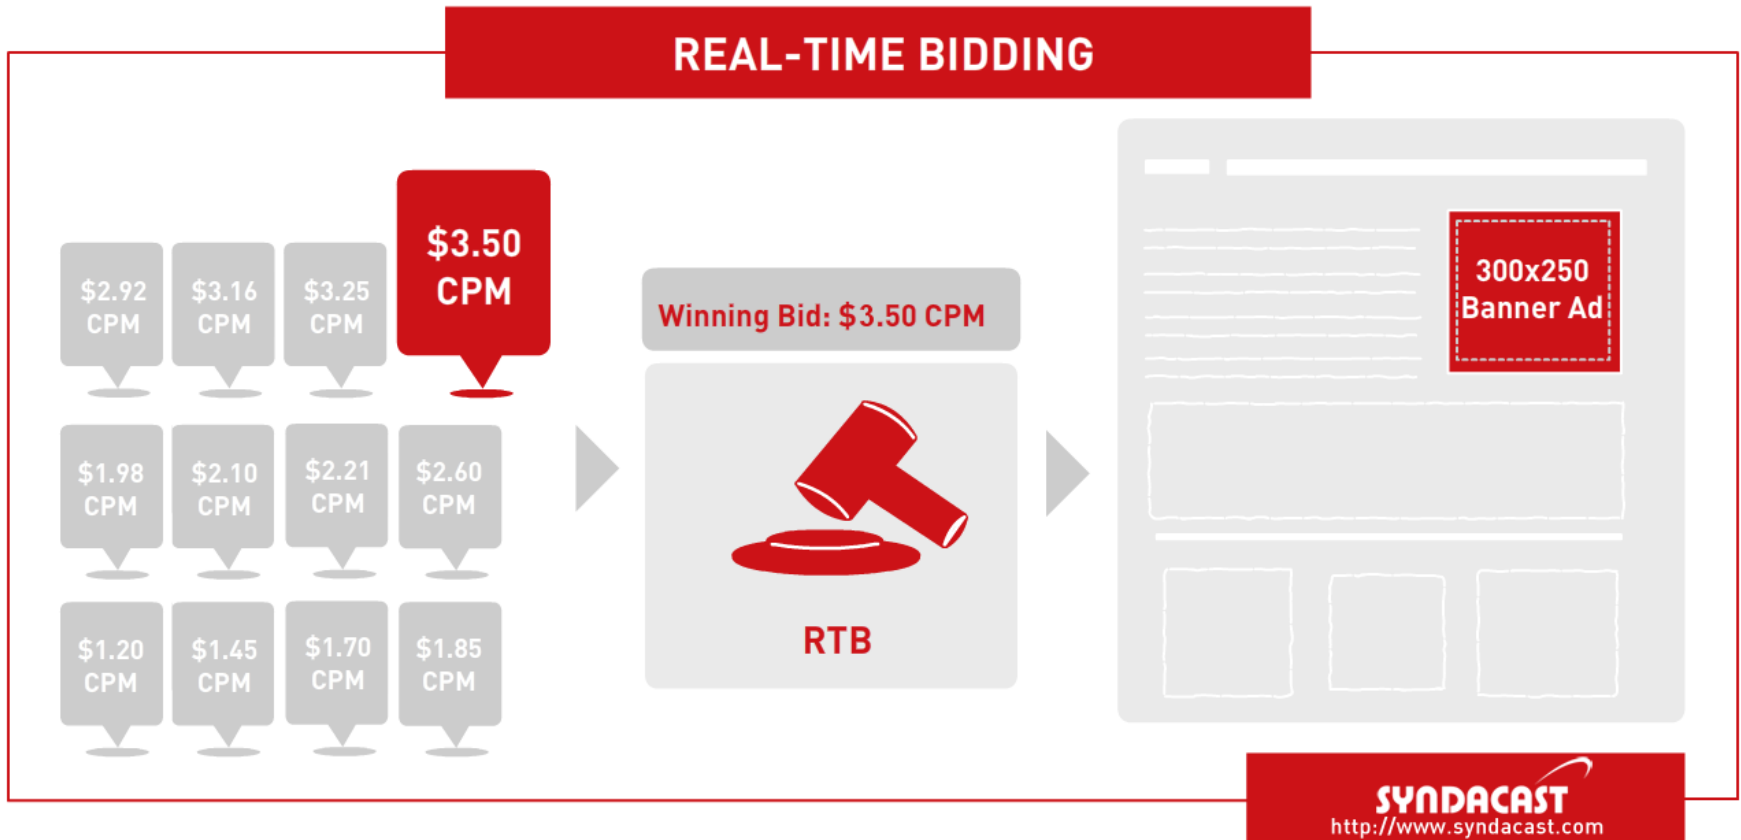 REAL-TIME BIDDING
$3.50
CPM
$2.92
CPM
$3.16
CPM
$3.25
CPM
$1.98
CPM
$2.10
CPM
$2.21
CPM
$2.60
CPM
$1.20
CPM
$1.45
CPM
$1.70
CPM
$1.85
CPM
Winning Bid: $3.50 CPM
RTB
300x250
Banner Ad
SYNDACAST
http://www.syndacast.com